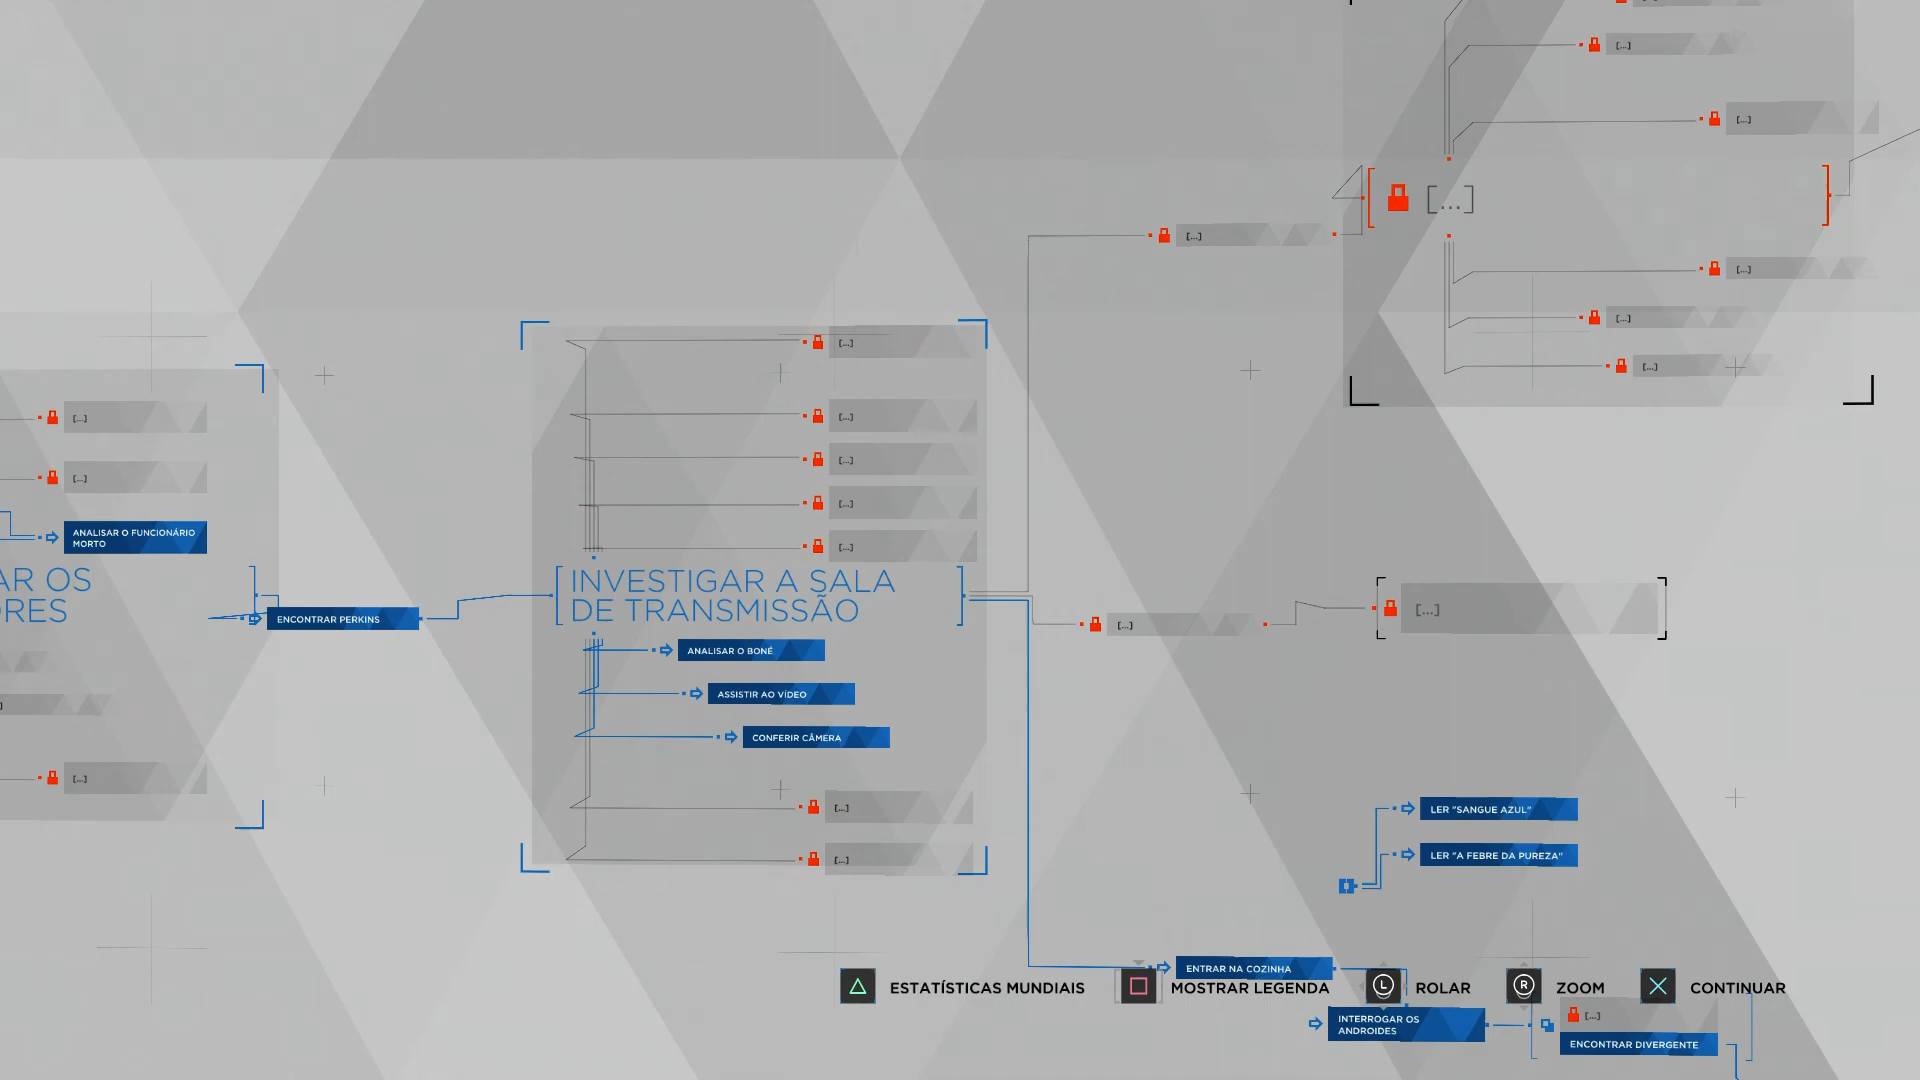 [...]
[...]
[...]
[...]
[...]
[...]
[...]
[...]
[...]
[...]
[...]
ANALISAR O FUNCIONÁRIO
MORTO
AR OS
ORES
ENCONTRAR PERKINS
[...]
[...]
[...]
[...]
[...]
INVESTIGAR A SALA
DE TRANSMISSÃO
ANALISAR O BONÉ
ASSISTIR AO VÍDEO
CONFERIR CÂMERA
[...]
[...]
[...]
[...]
LER "SANGUE AZUL"
LER "A FEBRE DA PUREZA"
ENTRAR NA COZINHA
ESTATÍSTICAS MUNDIAIS
MOSTRAR LEGENDA
L
ROLAR
R
ZOOM
CONTINUAR
INTERROGAR OS
ANDROIDES
[...]
ENCONTRAR DIVERGENTE